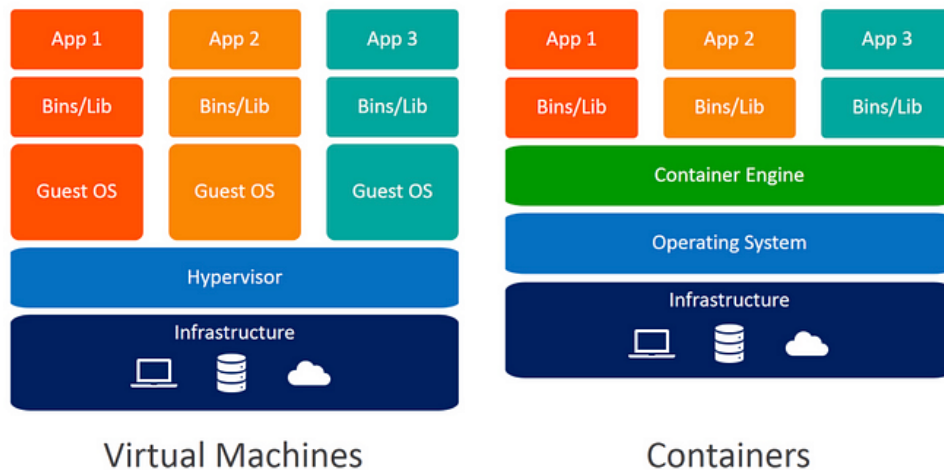 App 1
App 2
App 3
Bins/Lib
Bins/Lib
Bins/Lib
Guest OS
Guest OS
Guest OS
Hypervisor
Infrastructure
Virtual Machines
App 1
App 2
App 3
Bins/Lib
Bins/Lib
Bins/Lib
Container Engine
Operating System
Infrastructure
Containers